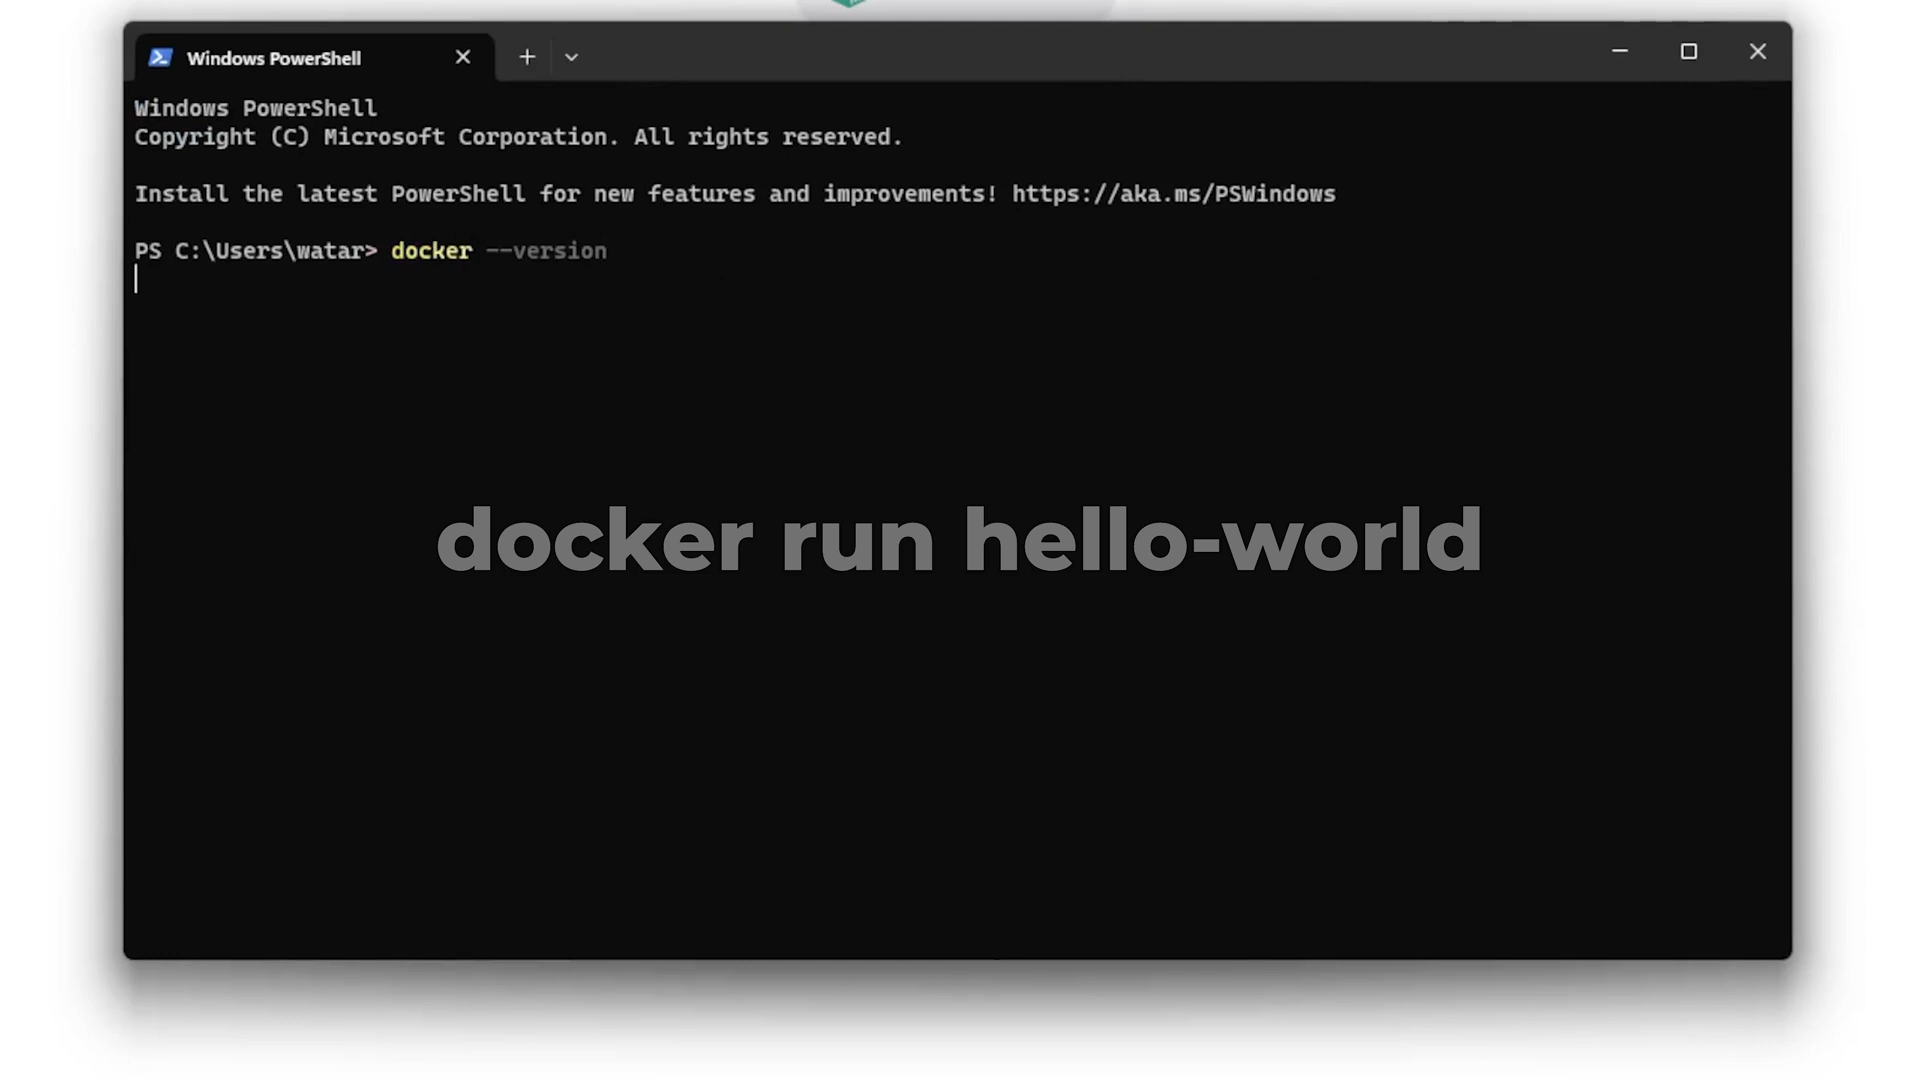 Windows PowerShell
Windows PowerShell
Copyright (C) Microsoft Corporation. All rights reserved.
Install the latest PowerShell for new features and improvements! https://aka.ms/PSWindows
PS C:\Users\watar> docker --version
docker run hello-world